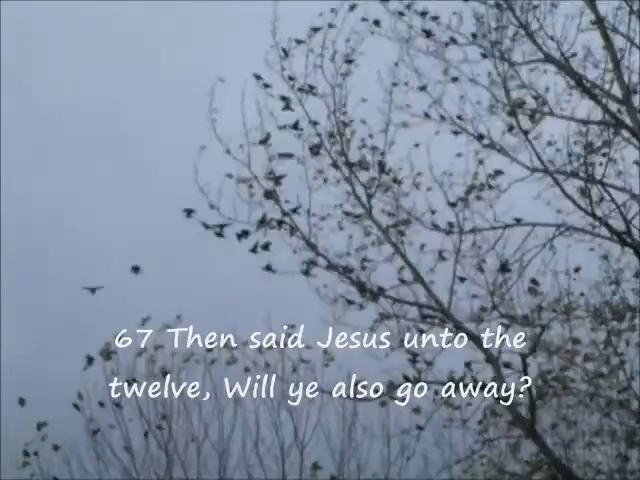 67 Then said Jesus unto the
twelve, Will ye also go away?